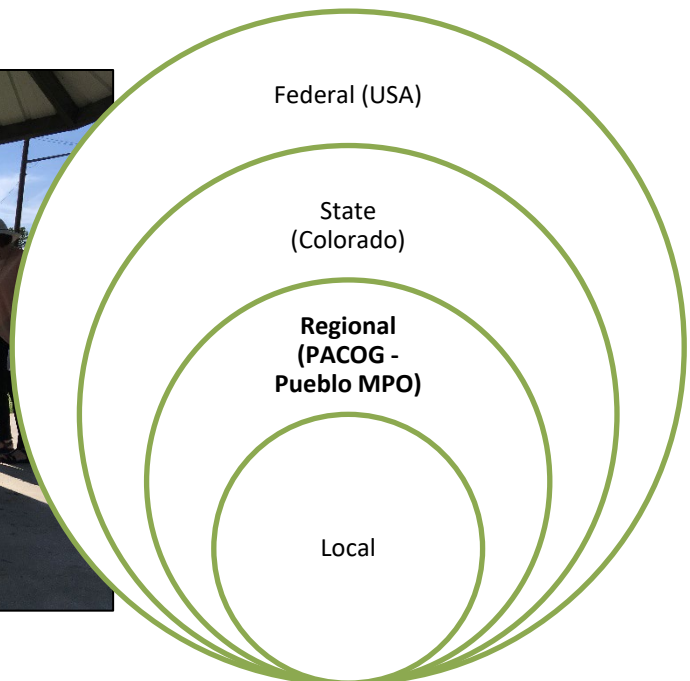 Federal (USA)
State
(Colorado)
Regional
(PACOG -
Pueblo MPO)
Local